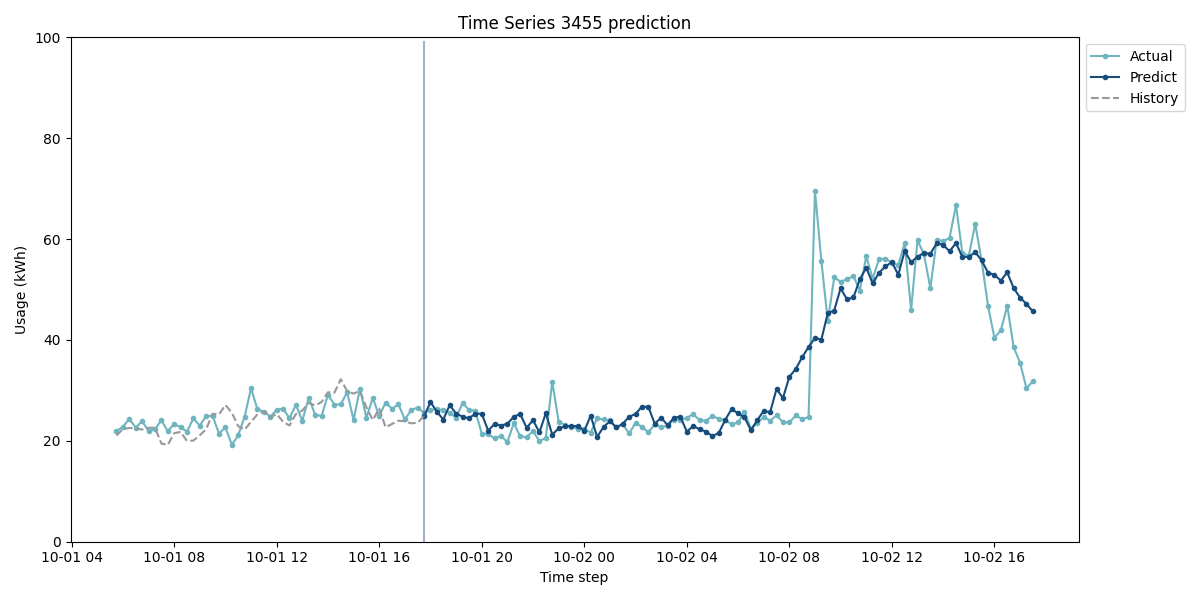 Time Series 3455 prediction
100
80
60
40
20
0
Usage (kWh)
10-01 04 10-01 08 10-01 12 10-01 16 10-01 20 10-02 00 10-02 04 10-02 08 10-02 12 10-02 16
Time step
Actual
Predict
History